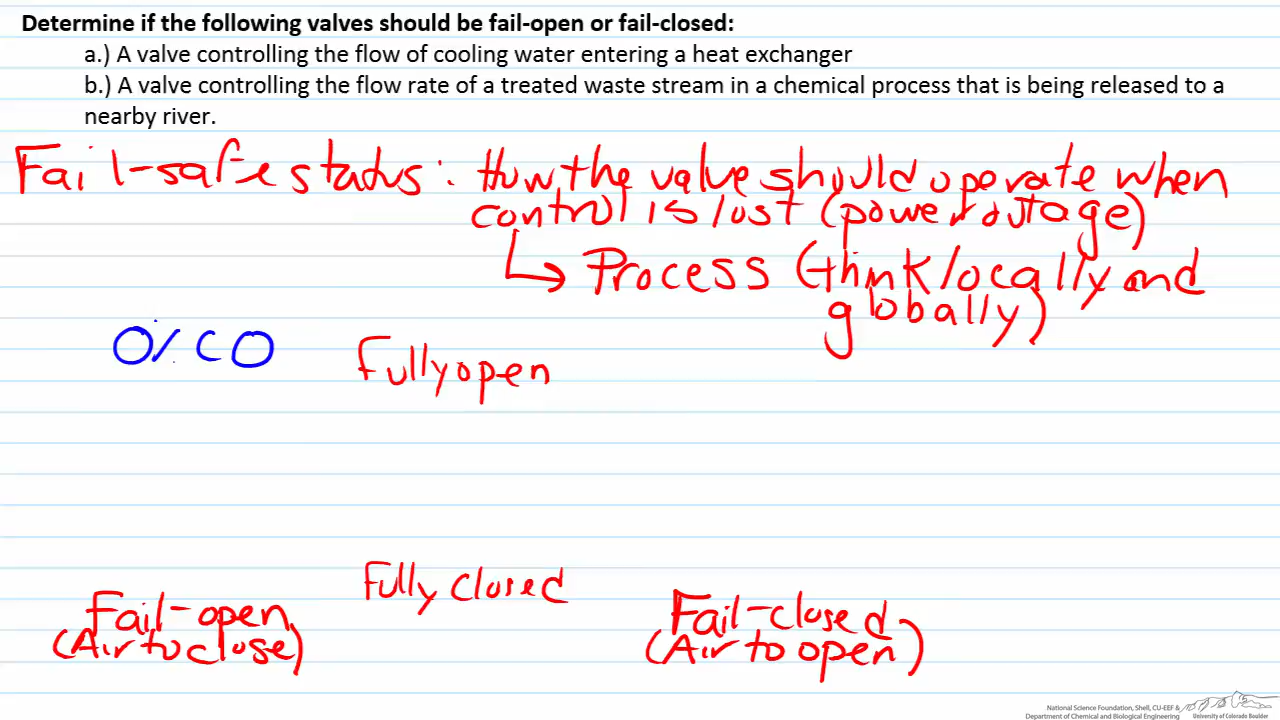 Determine if the following valves should be fail-open or fail-closed:
a.) A valve controlling the flow of cooling water entering a heat exchanger
b.) A valve controlling the flow rate of a treated waste stream in a chemical process that is being released to a
nearby river.
Fail-safe status: How the valve should operate when
control is lost (power outage)
Process (think locally and
globally)
0% CO
Fully open
Fully closed
Fail-open
(Air to close)
Fail-closed
(Air to open)
National Science Foundation, Shell, CU-EEF &
Department of Chemical and Biological Engineering
University of Colorado Boulder